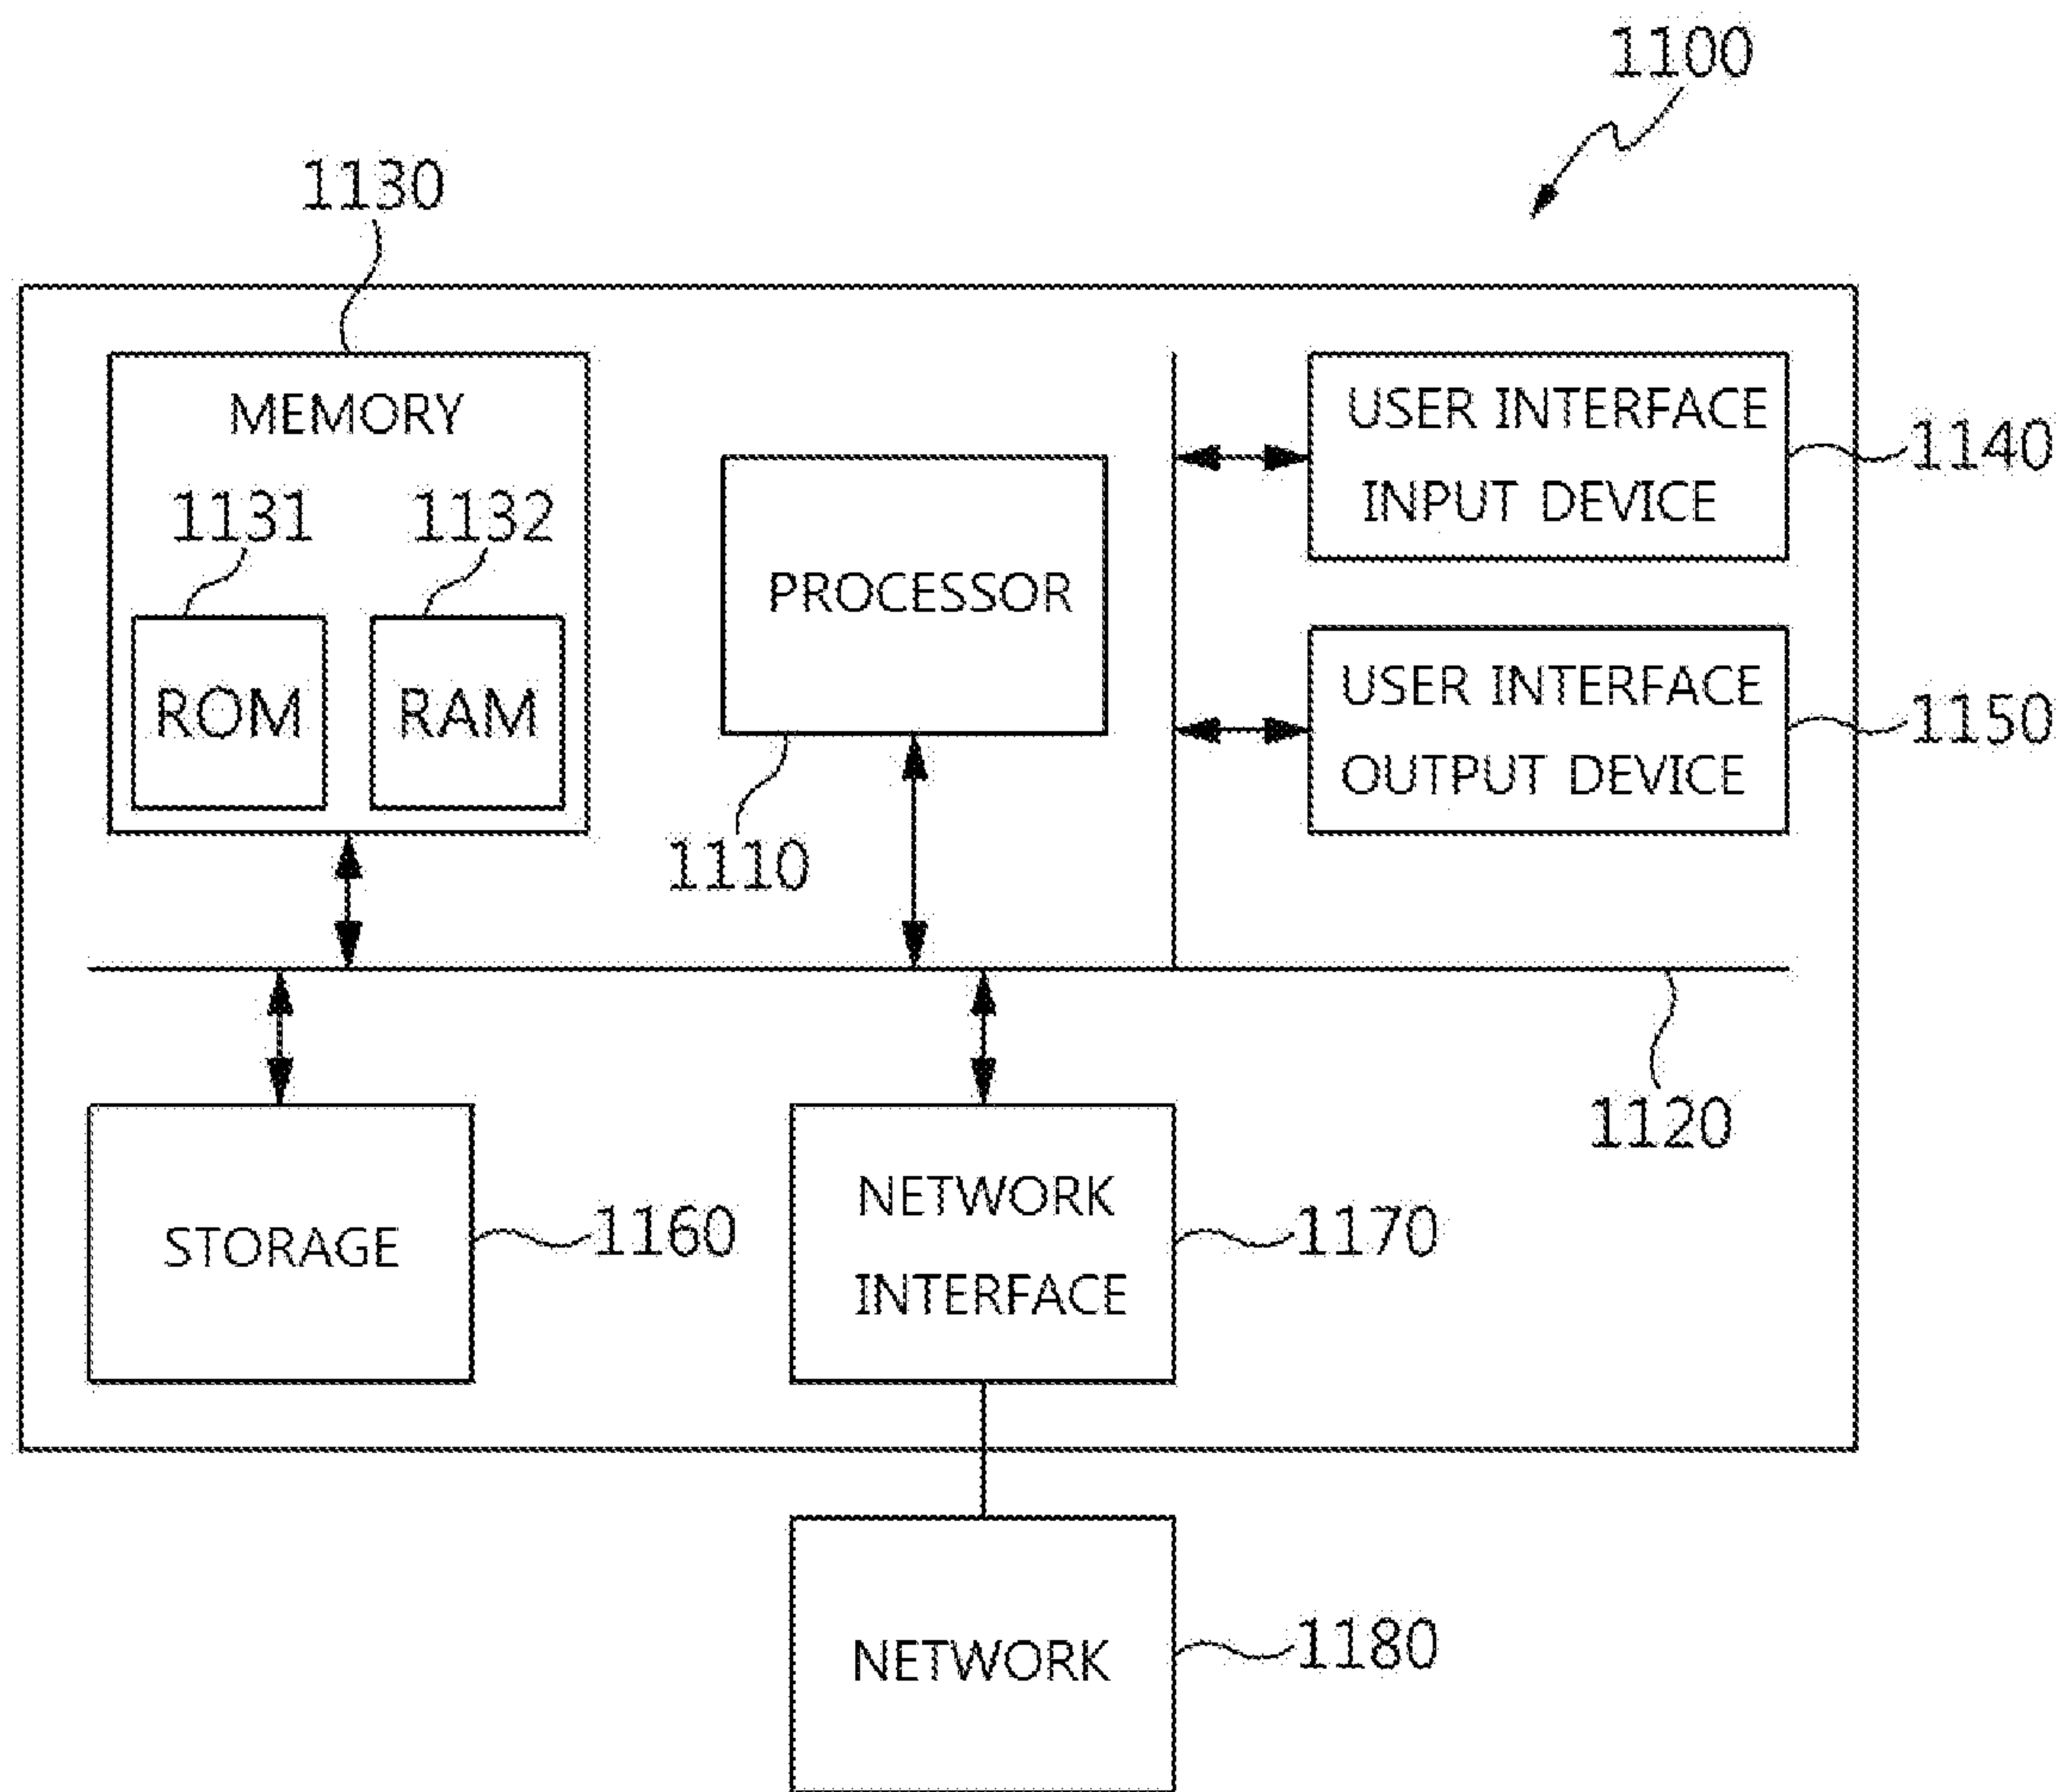 1100
1130
MEMORY
1131
1132
ROM
RAM
PROCESSOR
1110
USER INTERFACE
INPUT DEVICE
1140
USER INTERFACE
OUTPUT DEVICE
1150
1120
STORAGE
1160
NETWORK
INTERFACE
1170
NETWORK
1180